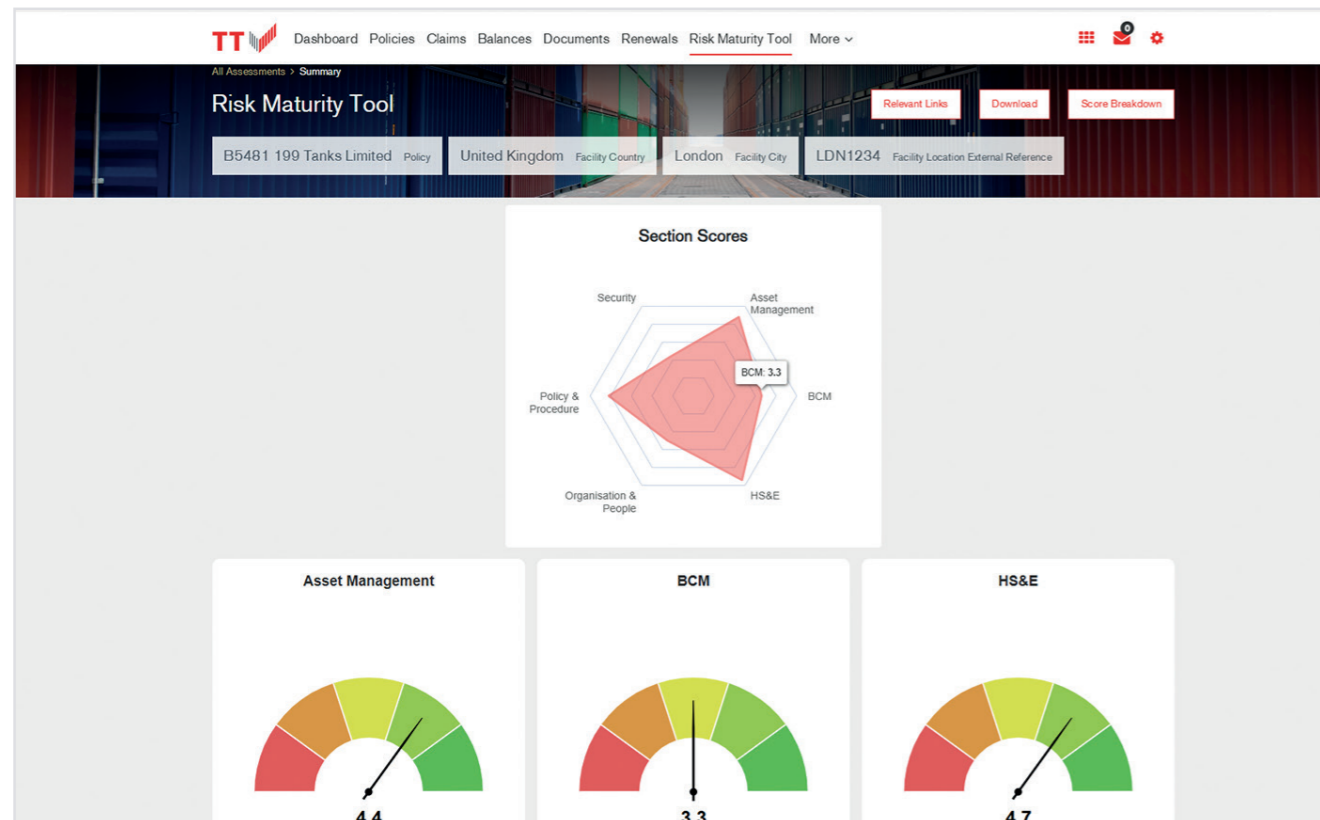 TT
Dashboard Policies Claims Balances Documents Renewals Risk Maturity Tool More
0
All Assessments > Summary
Risk Maturity Tool
Relevant Links Download Score Breakdown
B5481 199 Tanks Limited Policy United Kingdom Facility Country London Facility City LDN1234 Facility Location External Reference
Section Scores
Security
Asset
Management
BCM: 3.3
BCM
Policy &
Procedure
Organisation &
People
HS&E
Asset Management BCM HS&E
4.4 3.3 4.7